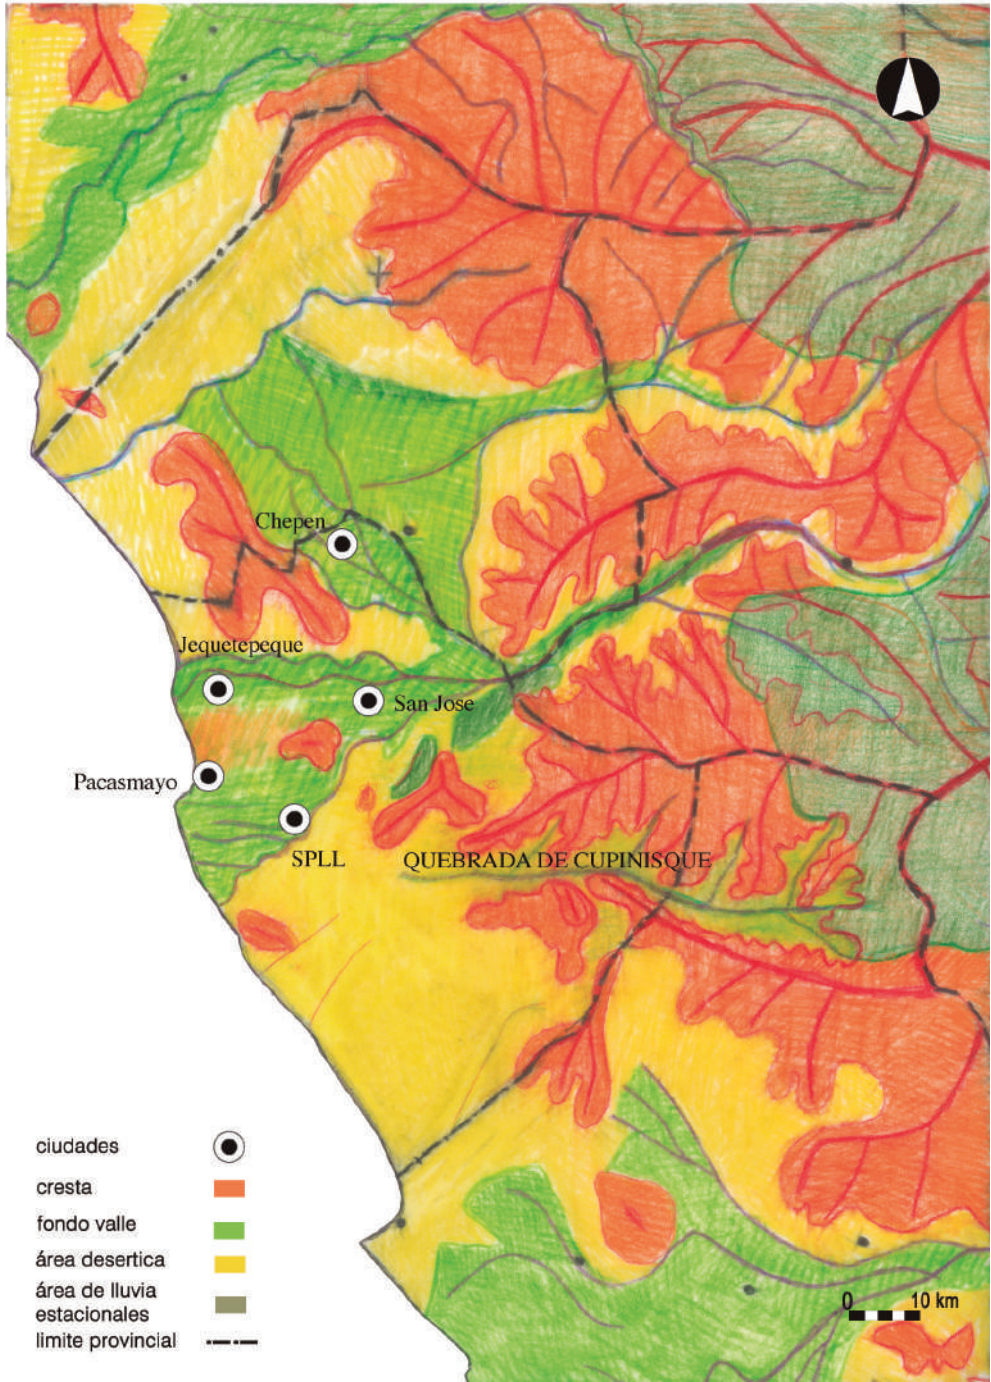 Chepen
Jequetepeque
San Jose
Pacasmayo
SPLL
QUEBRADA DE CUPINISQUE
ciudades
cresta
fondo valle
área desertica
área de lluvia
estacionales
limite provincial
0 10 km